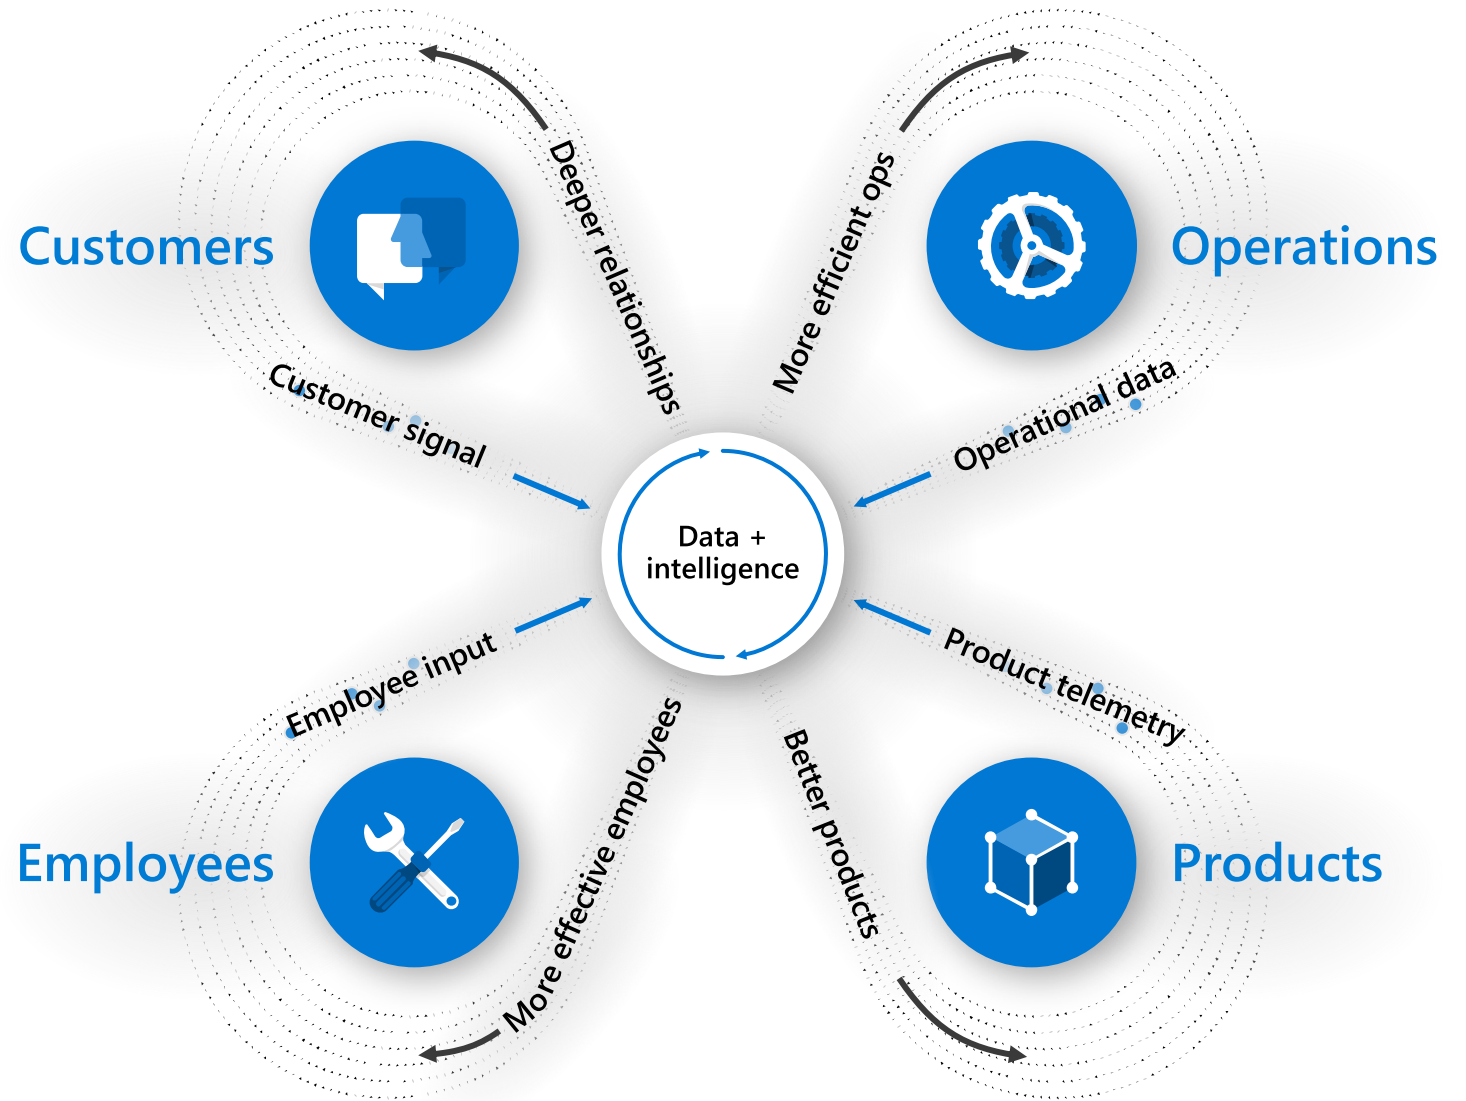 Customers
Deeper relationships
Customer signal
More efficient ops
Operations
Operational data
Data +
intelligence
Employee input
Employees
More effective employees
Product telemetry
Better products
Products